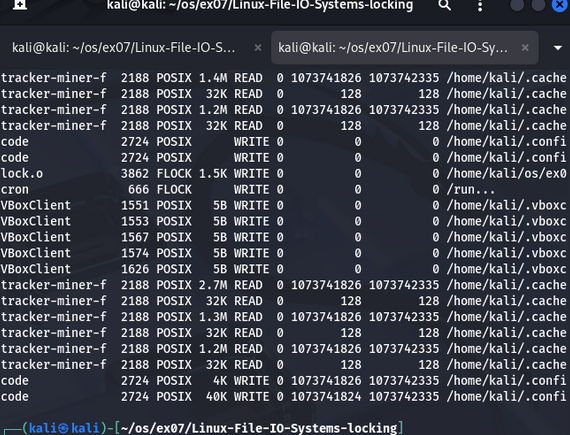 kali@kali: ~/os/ex07/Linux-File-IO-Systems-locking
kali@kali: ~/os/ex07/Linux-File-IO-S... × kali@kali: ~/os/ex07/Linux-File-IO-Sy... ×
tracker-miner-f 2188 POSIX 1.4M READ 0 1073741826 1073742335 /home/kali/.cache
tracker-miner-f 2188 POSIX 32K READ 0 128 128 /home/kali/.cache
tracker-miner-f 2188 POSIX 1.2M READ 0 1073741826 1073742335 /home/kali/.cache
tracker-miner-f 2188 POSIX 32K READ 0 128 128 /home/kali/.cache
code 2724 POSIX WRITE 0 0 0 /home/kali/.confi
code 2724 POSIX WRITE 0 0 0 /home/kali/.confi
lock.o 3862 FLOCK 1.5K WRITE 0 0 0 /home/kali/os/ex0
cron 666 FLOCK WRITE 0 0 0 /run...
VBoxClient 1551 POSIX 5B WRITE 0 0 0 /home/kali/.vboxc
VBoxClient 1553 POSIX 5B WRITE 0 0 0 /home/kali/.vboxc
VBoxClient 1567 POSIX 5B WRITE 0 0 0 /home/kali/.vboxc
VBoxClient 1574 POSIX 5B WRITE 0 0 0 /home/kali/.vboxc
VBoxClient 1626 POSIX 5B WRITE 0 0 0 /home/kali/.vboxc
tracker-miner-f 2188 POSIX 2.7M READ 0 1073741826 1073742335 /home/kali/.cache
tracker-miner-f 2188 POSIX 32K READ 0 128 128 /home/kali/.cache
tracker-miner-f 2188 POSIX 1.3M READ 0 1073741826 1073742335 /home/kali/.cache
tracker-miner-f 2188 POSIX 32K READ 0 128 128 /home/kali/.cache
tracker-miner-f 2188 POSIX 1.2M READ 0 1073741826 1073742335 /home/kali/.cache
tracker-miner-f 2188 POSIX 32K READ 0 128 128 /home/kali/.cache
code 2724 POSIX 4K WRITE 0 1073741826 1073742335 /home/kali/.confi
code 2724 POSIX 40K WRITE 0 1073741824 1073742335 /home/kali/.confi
┌──(kali㉿kali)-[~/os/ex07/Linux-File-IO-Systems-locking]